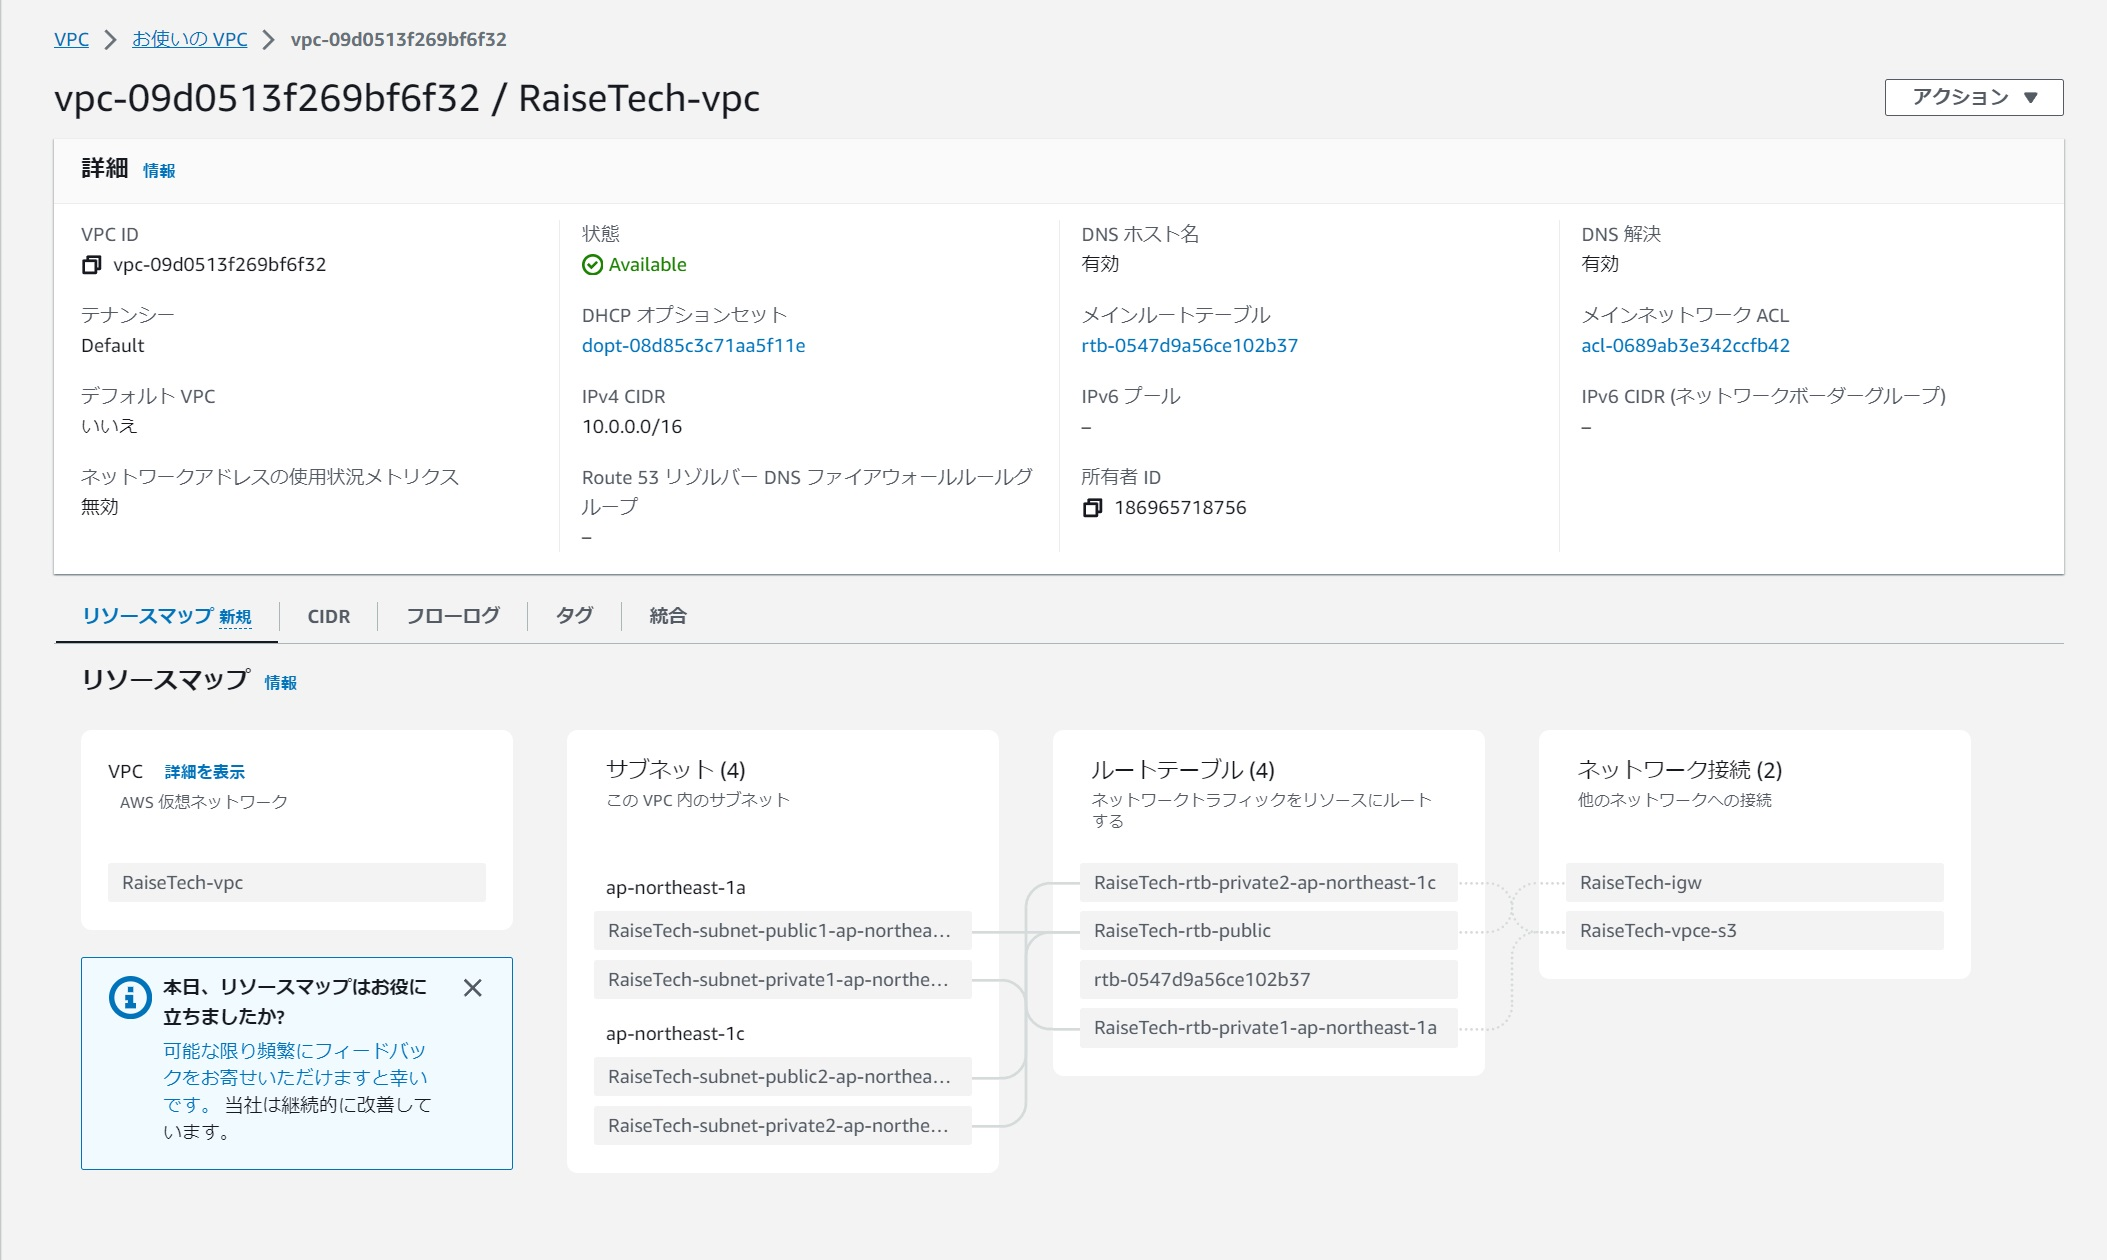 VPC > お使いの VPC > vpc-09d0513f269bf6f32
vpc-09d0513f269bf6f32 / RaiseTech-vpc
アクション ▼
詳細 情報
VPC ID
vpc-09d0513f269bf6f32
状態
Available
DNS ホスト名
有効
DNS 解決
有効
テナンシー
Default
DHCP オプションセット
dopt-08d85c3c71aa5f11e
メインルートテーブル
rtb-0547d9a56ce102b37
メインネットワーク ACL
acl-0689ab3e342ccfb42
デフォルト VPC
いいえ
IPv4 CIDR
10.0.0.0/16
IPv6 プール
–
IPv6 CIDR (ネットワークボーダーグループ)
–
ネットワークアドレスの使用状況メトリクス
無効
Route 53 リゾルバー DNS ファイアウォールルールグ
ループ
–
所有者 ID
186965718756
リソースマップ 新規
CIDR
フローログ
タグ
統合
リソースマップ 情報
VPC 詳細を表示
AWS 仮想ネットワーク
RaiseTech-vpc
本日、リソースマップはお役に
立ちましたか?
可能な限り頻繁にフィードバッ
クをお寄せいただけますと幸い
です。 当社は継続的に改善して
います。
サブネット (4)
この VPC 内のサブネット
ap-northeast-1a
RaiseTech-subnet-public1-ap-northea…
RaiseTech-subnet-private1-ap-northe…
ap-northeast-1c
RaiseTech-subnet-public2-ap-northea…
RaiseTech-subnet-private2-ap-northe…
ルートテーブル (4)
ネットワークトラフィックをリソースにルート
する
RaiseTech-rtb-private2-ap-northeast-1c
RaiseTech-rtb-public
rtb-0547d9a56ce102b37
RaiseTech-rtb-private1-ap-northeast-1a
ネットワーク接続 (2)
他のネットワークへの接続
RaiseTech-igw
RaiseTech-vpce-s3